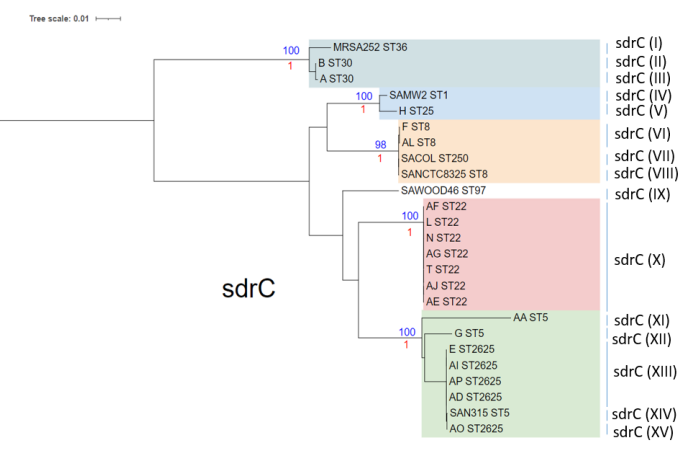 Tree scale: 0.01
MRSA252 ST36 sdrC (I)
100
B ST30 sdrC (II)
1
A ST30 sdrC (III)
SAMW2 ST1 sdrC (IV)
100
1
H ST25 sdrC (V)
F ST8 sdrC (VI)
AL ST8
98
1
SACOL ST250 sdrC (VII)
SANCTC8325 ST8 sdrC (VIII)
SAWOOD46 ST97 sdrC (IX)
AF ST22
100
L ST22
1
N ST22
AG ST22 sdrC (X)
T ST22
AJ ST22
sdrC
AE ST22
AA ST5 sdrC (XI)
100
G ST5 sdrC (XII)
1
E ST2625
AI ST2625 sdrC (XIII)
AP ST2625
AD ST2625
SAN315 ST5 sdrC (XIV)
AO ST2625 sdrC (XV)